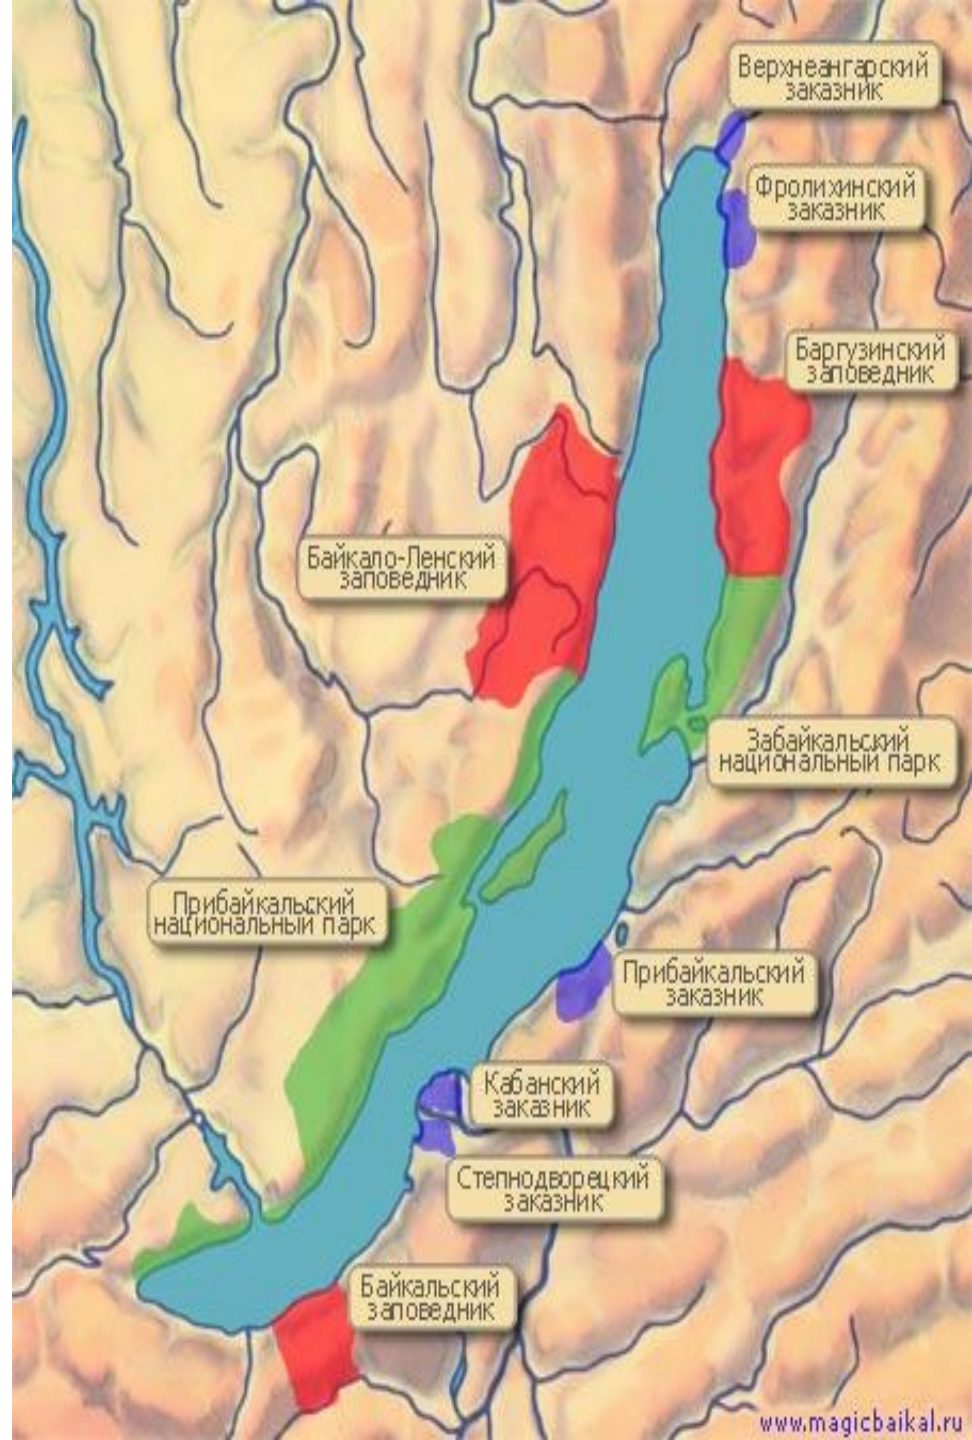 Верхнеангарский
заказник
Фролихинский
заказник
Баргузинский
заповедник
Байкало-Ленский
заповедник
Забайкальский
национальный парк
Прибайкальский
национальный парк
Прибайкальский
заказник
Кабанский
заказник
Степнодворецкий
заказник
Байкальский
заповедник
www.magicbaikal.ru